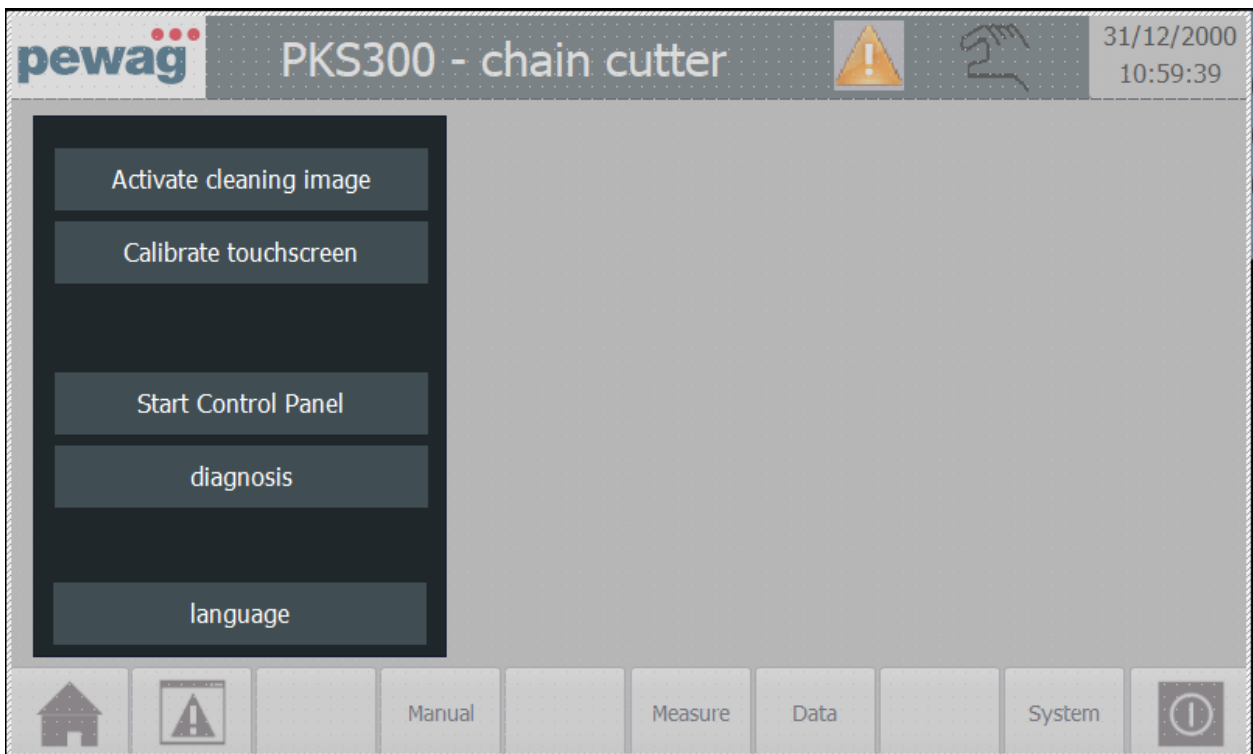 pewag
PKS300 - chain cutter
31/12/2000
10:59:39
Activate cleaning image
Calibrate touchscreen
Start Control Panel
diagnosis
language
Manual
Measure
Data
System